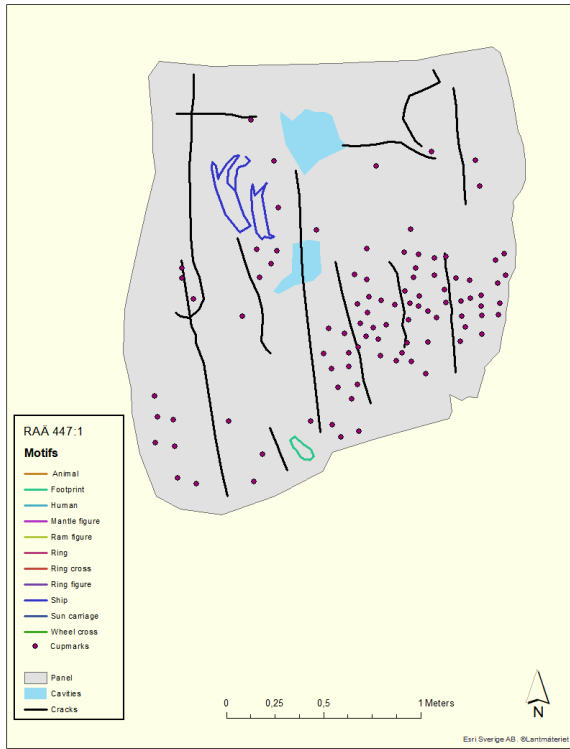 RAÄ 447:1
Motifs
Animal
Footprint
Human
Mantle figure
Ram figure
Ring
Ring cross
Ring figure
Ship
Sun carriage
Wheel cross
Cupmarks
Panel
Cavities
Cracks
0 0,25 0,5 1 Meters
N
Esri Sverige AB, ©Lantmäteriet